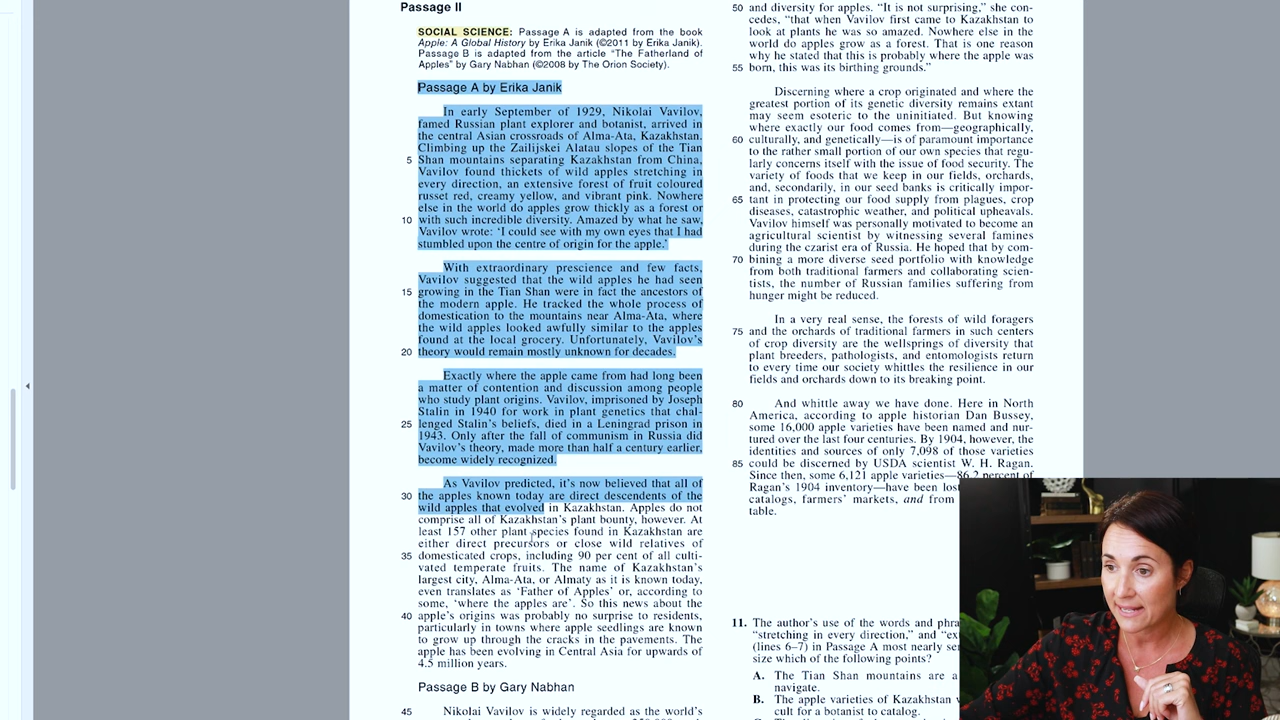 Passage II
SOCIAL SCIENCE: Passage A is adapted from the book
Apple: A Global History by Erika Janik (©2011 by Erika Janik).
Passage B is adapted from the article “The Fatherland of
Apples” by Gary Nabhan (©2008 by The Orion Society).
Passage A by Erika Janik
In early September of 1929, Nikolai Vavilov,
famed Russian plant explorer and botanist, arrived in
the central Asian crossroads of Alma-Ata, Kazakhstan.
Climbing up the Zailijskei Alatau slopes of the Tian
5 Shan mountains separating Kazakhstan from China,
Vavilov found thickets of wild apples stretching in
every direction, an extensive forest of fruit coloured
russet red, creamy yellow, and vibrant pink. Nowhere
else in the world do apples grow thickly as a forest or
10 with such incredible diversity. Amazed by what he saw,
Vavilov wrote: ‘I could see with my own eyes that I had
stumbled upon the centre of origin for the apple.’
With extraordinary prescience and few facts,
Vavilov suggested that the wild apples he had seen
15 growing in the Tian Shan were in fact the ancestors of
the modern apple. He tracked the whole process of
domestication to the mountains near Alma-Ata, where
the wild apples looked awfully similar to the apples
found at the local grocery. Unfortunately, Vavilov’s
20 theory would remain mostly unknown for decades.
Exactly where the apple came from had long been
a matter of contention and discussion among people
who study plant origins. Vavilov, imprisoned by Joseph
Stalin in 1940 for work in plant genetics that chal-
25 lenged Stalin’s beliefs, died in a Leningrad prison in
1943. Only after the fall of communism in Russia did
Vavilov’s theory, made more than half a century earlier,
become widely recognized.
As Vavilov predicted, it’s now believed that all of
30 the apples known today are direct descendents of the
wild apples that evolved in Kazakhstan. Apples do not
comprise all of Kazakhstan’s plant bounty, however. At
least 157 other plant species found in Kazakhstan are
either direct precursors or close wild relatives of
35 domesticated crops, including 90 per cent of all culti-
vated temperate fruits. The name of Kazakhstan’s
largest city, Alma-Ata, or Almaty as it is known today,
even translates as ‘Father of Apples’ or, according to
some, ‘where the apples are’. So this news about the
40 apple’s origins was probably no surprise to residents,
particularly in towns where apple seedlings are known
to grow up through the cracks in the pavements. The
apple has been evolving in Central Asia for upwards of
4.5 million years.
Passage B by Gary Nabhan
45 Nikolai Vavilov is widely regarded as the world’s
50 and diversity for apples. “It is not surprising,” she con-
cedes, “that when Vavilov first came to Kazakhstan to
look at plants he was so amazed. Nowhere else in the
world do apples grow as a forest. That is one reason
why he stated that this is probably where the apple was
55 born, this was its birthing grounds.”
Discerning where a crop originated and where the
greatest portion of its genetic diversity remains extant
may seem esoteric to the uninitiated. But knowing
where exactly our food comes from—geographically,
60 culturally, and genetically—is of paramount importance
to the rather small portion of our own species that regu-
larly concerns itself with the issue of food security. The
variety of foods that we keep in our fields, orchards,
and, secondarily, in our seed banks is critically impor-
65 tant in protecting our food supply from plagues, crop
diseases, catastrophic weather, and political upheavals.
Vavilov himself was personally motivated to become an
agricultural scientist by witnessing several famines
during the czarist era of Russia. He hoped that by com-
70 bining a more diverse seed portfolio with knowledge
from both traditional farmers and collaborating scien-
tists, the number of Russian families suffering from
hunger might be reduced.
In a very real sense, the forests of wild foragers
75 and the orchards of traditional farmers in such centers
of crop diversity are the wellsprings of diversity that
plant breeders, pathologists, and entomologists return
to every time our society whittles the resilience in our
fields and orchards down to its breaking point.
80 And whittle away we have done. Here in North
America, according to apple historian Dan Bussey,
some 16,000 apple varieties have been named and nur-
tured over the last four centuries. By 1904, however, the
identities and sources of only 7,098 of those varieties
85 could be discerned by USDA scientist W. H. Ragan.
Since then, some 6,121 apple varieties—86.2 percent of
Ragan’s 1904 inventory—have been lost
catalogs, farmers’ markets, and from
table.
11. The author’s use of the words and
“stretching in every direction,” and
(lines 6–7) in Passage A most nearly
size which of the following points?
A. The Tian Shan mountains are a
navigate.
B. The apple varieties of Kazakhstan
cult for a botanist to catalog.